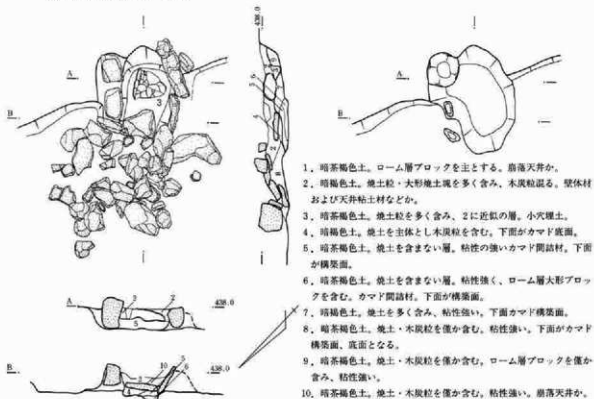 438.0
A
B
3
A
B
1．暗茶褐色土。ローム層ブロックを主とする。崩落天井か。
2．暗褐色土。焼土粒・大形焼土塊を多く含み、木炭粒混る。壁体材
および天井粘土材などか。
3．暗茶褐色土。焼土粒を多く含み、2に近似の層。小穴埋土。
4．暗褐色土。焼土を主体とし木炭粒を含む。下面がカマド底面。
5．暗茶褐色土。焼土を含まない層。粘性の強いカマド間詰材。下面
が構築面。
6．暗茶褐色土。焼土を含まない層。粘性強く、ローム層大形ブロッ
クを含む。カマド間詰材。下面が構築面。
7．暗褐色土。焼土を多く含み、粘性強い。下面カマド構築面。
8．暗茶褐色土。焼土・木炭粒を僅か含む。粘性強い。下面がカマド
構築面、底面となる。
9．暗茶褐色土。焼土・木炭粒を僅か含む。ローム層ブロックを僅か
含み、粘性強い。
10．暗茶褐色土。焼土・木炭粒を僅か含む。粘性強い。崩落天井か。
A
3
2
438.0
5
B
10
5
6
438.0